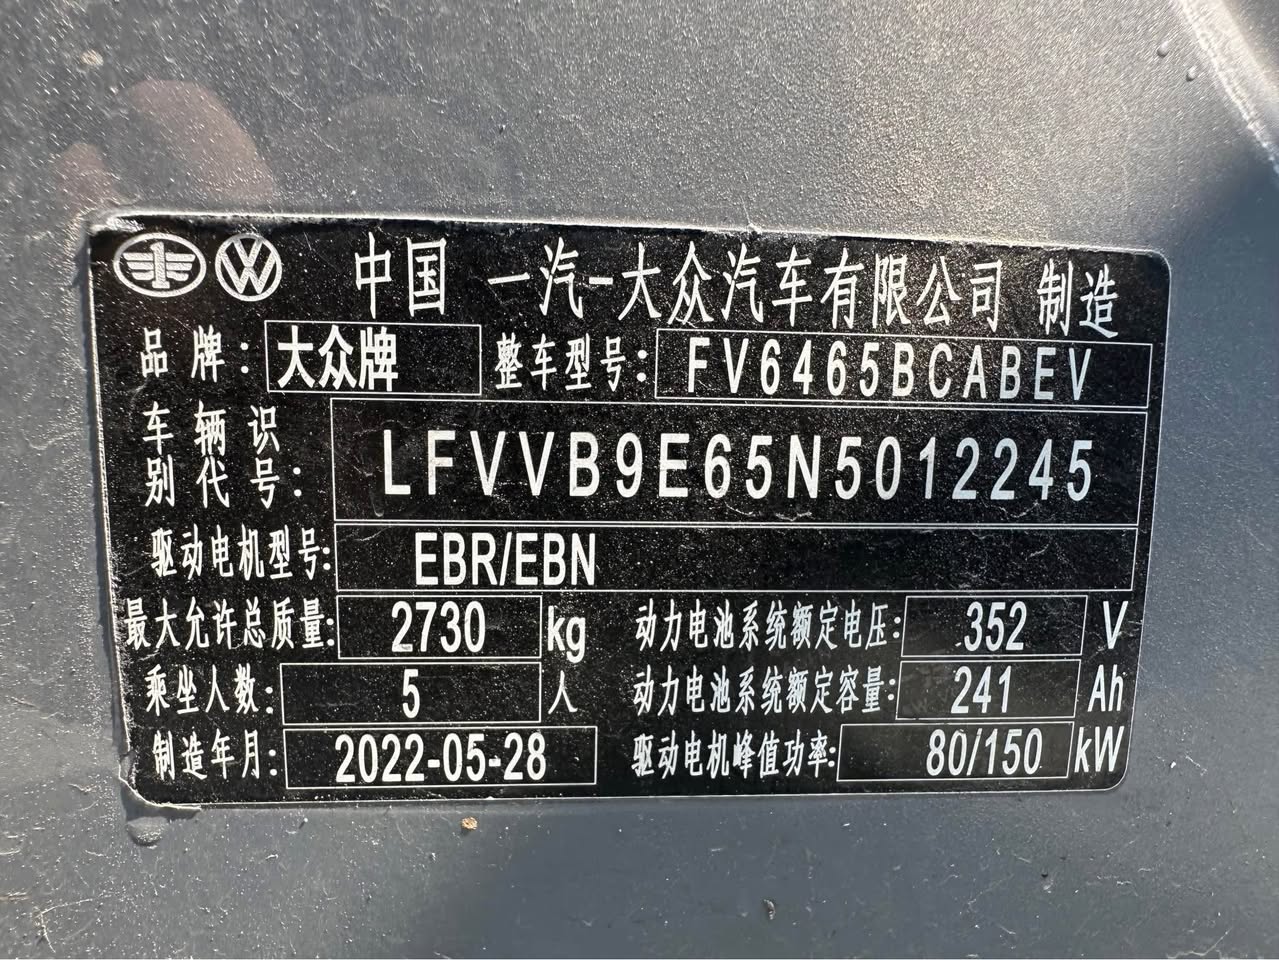 中国 一汽-大众汽车有限公司 制造
品牌: 大众牌 整车型号: FV6465BCABEV
车辆识别代号: LFVVB9E65N5012245
驱动电机型号: EBR/EBN
最大允许总质量: 2730 kg 动力电池系统额定电压: 352 V
乘坐人数: 5 人 动力电池系统额定容量: 241 Ah
制造年月: 2022-05-28 驱动电机峰值功率: 80/150 kW